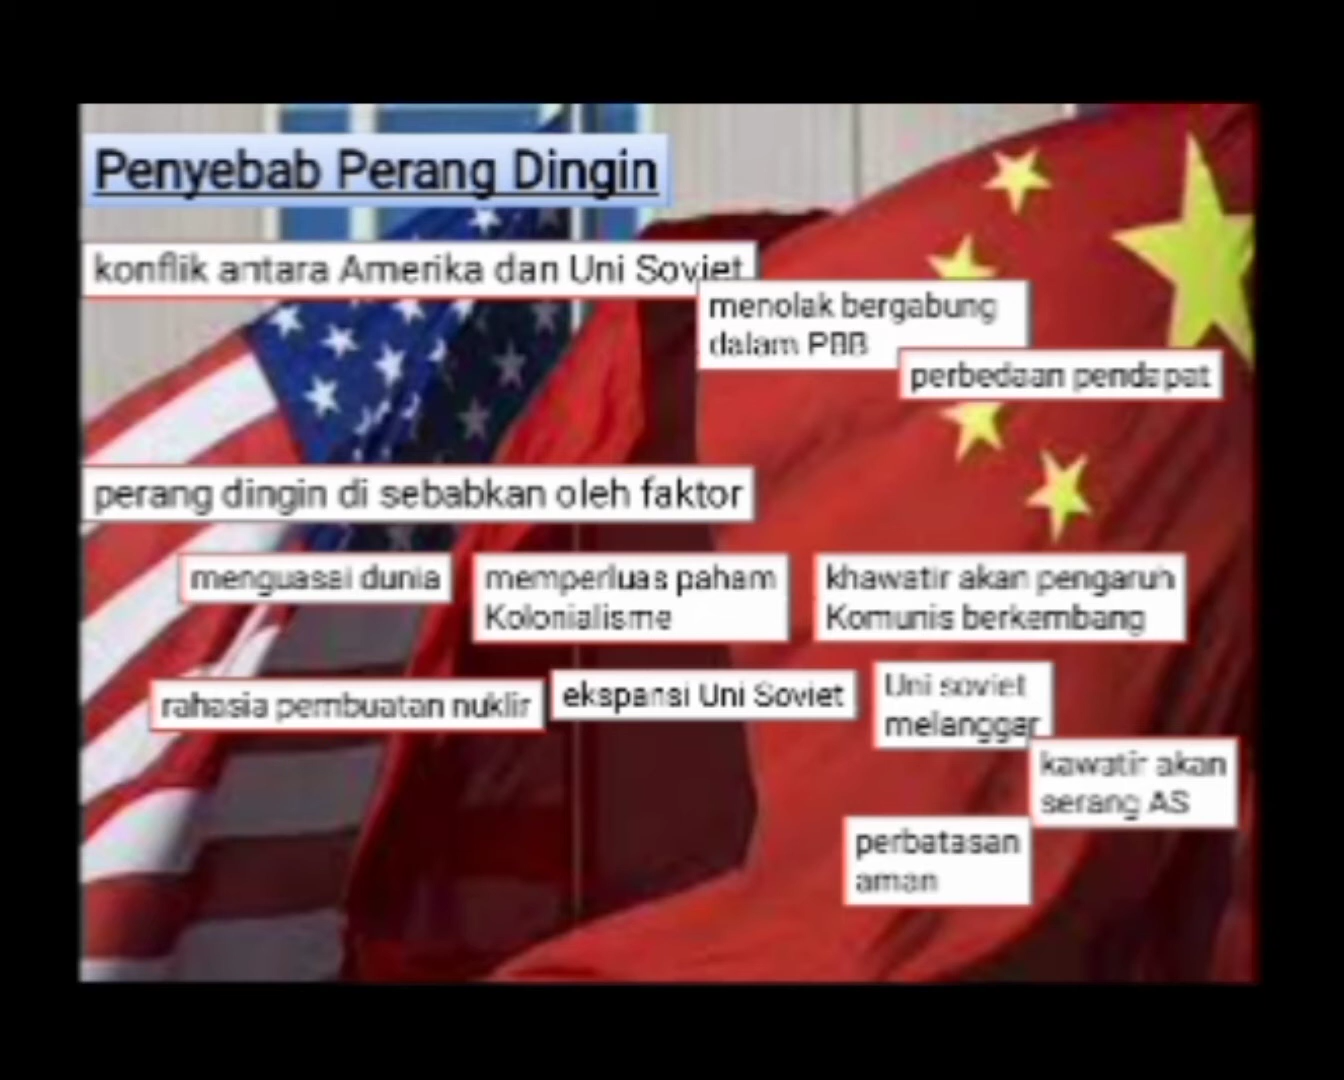 Penyebab Perang Dingin
konflik antara Amerika dan Uni Soviet
menolak bergabung
dalam PBB
perbedaan pendapat
perang dingin di sebabkan oleh faktor
menguasai dunia
memperluas paham
Kolonialisme
khawatir akan pengaruh
Komunis berkembang
rahasia pembuatan nuklir
ekspansi Uni Soviet
Uni soviet
melanggar
kawatir akan
serang AS
perbatasan
aman